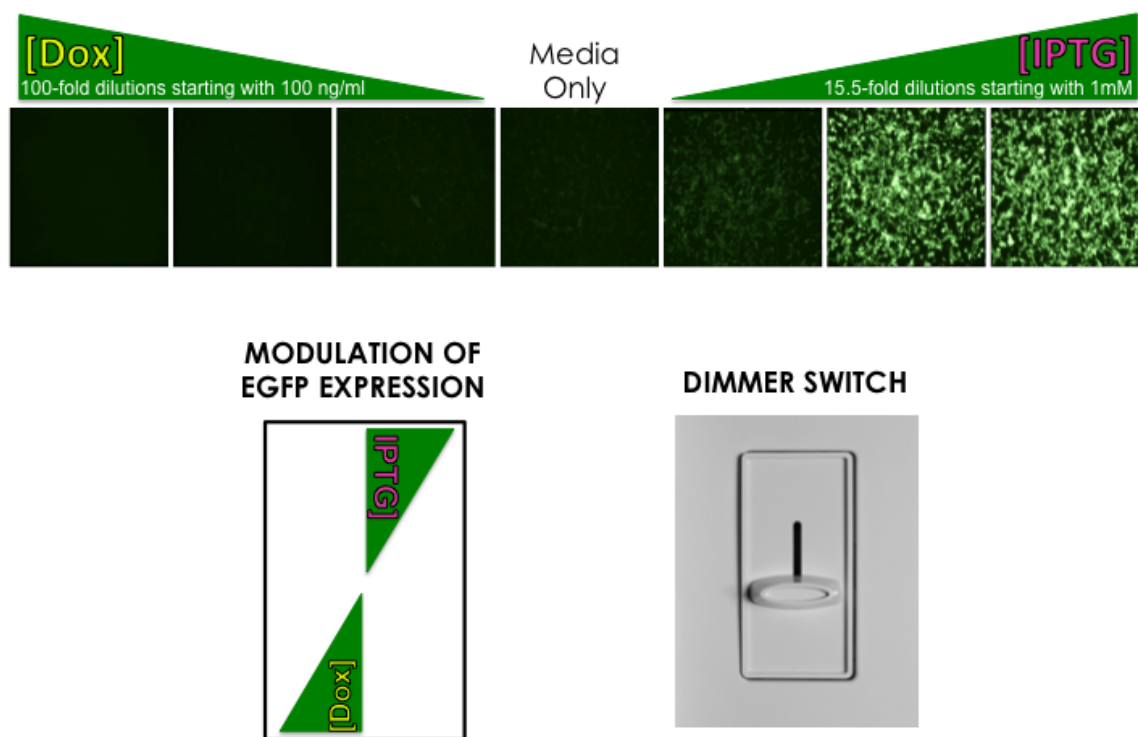 [Dox]
100-fold dilutions starting with 100 ng/ml
Media
Only
[IPTG]
15.5-fold dilutions starting with 1mM
MODULATION OF
EGFP EXPRESSION
IPTG]
[Dox]
DIMMER SWITCH